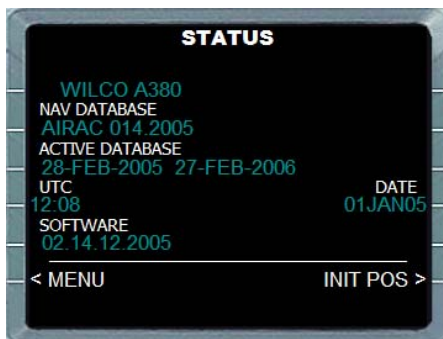 STATUS
WILCO A380
NAV DATABASE
AIRAC 014.2005
ACTIVE DATABASE
28-FEB-2005 27-FEB-2006
UTC DATE
12:08 01JAN05
SOFTWARE
02.14.12.2005
< MENU INIT POS >